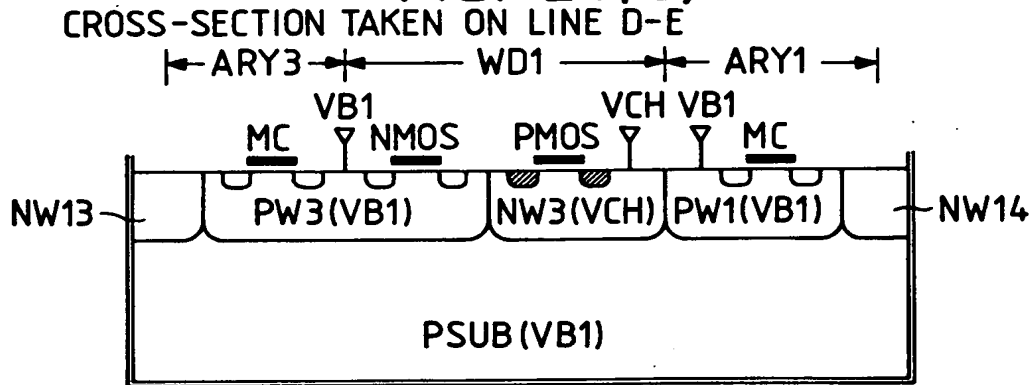 CROSS-SECTION TAKEN ON LINE D-E
ARY3 WD1 ARY1
VB1 VCH VB1
MC NMOS PMOS MC
NW13 PW3(VB1) NW3(VCH) PW1(VB1) NW14
PSUB(VB1)